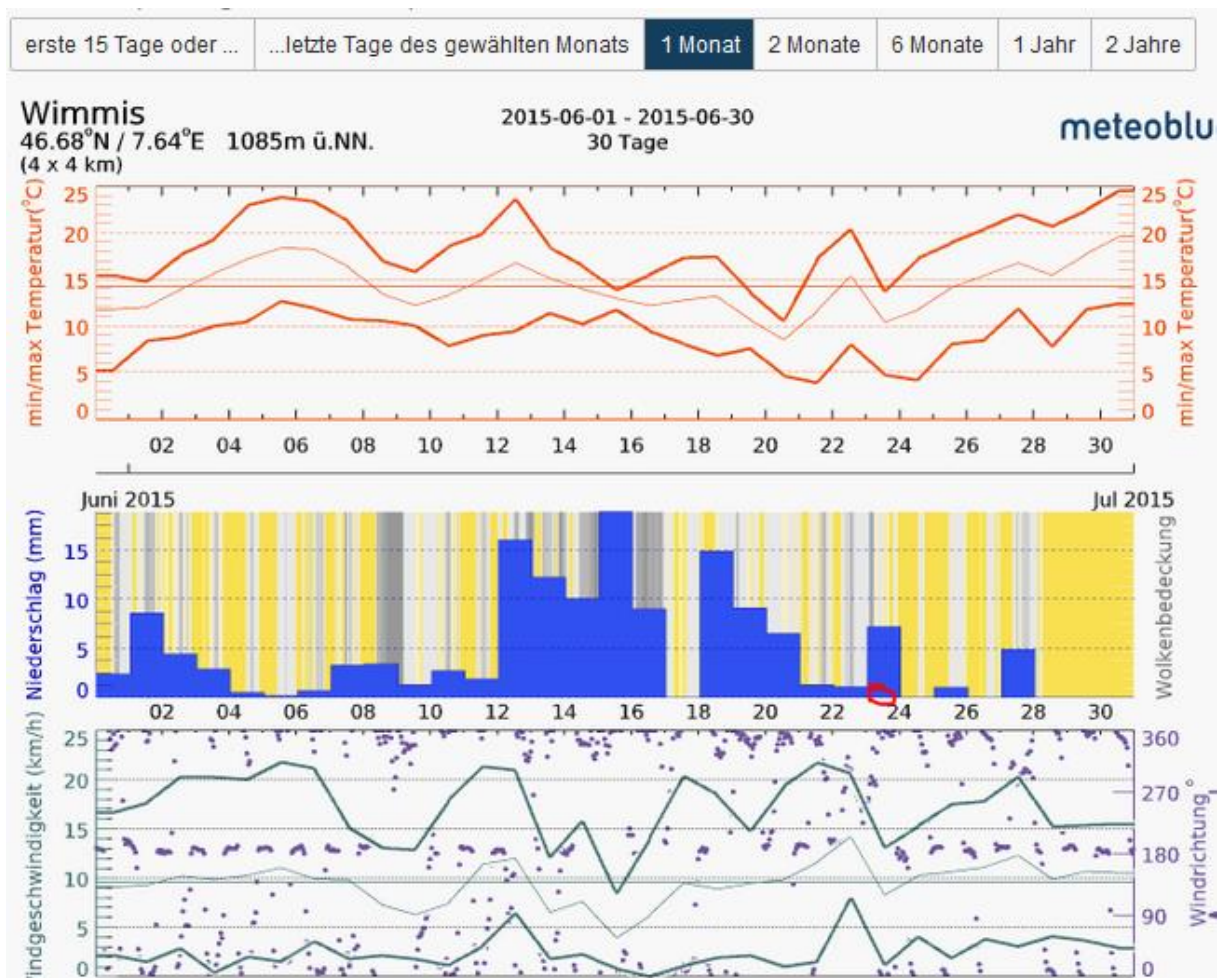 erste 15 Tage oder ... ...letzte Tage des gewählten Monats 1 Monat 2 Monate 6 Monate 1 Jahr 2 Jahre
Wimmis 2015-06-01 - 2015-06-30 meteoblu
46.68°N / 7.64°E 1085m ü.NN. 30 Tage
(4 x 4 km)
min/max Temperatur(°C)
25 25
20 20
15 15
10 10
5 5
0 0
min/max Temperatur(°C)
02 04 06 08 10 12 14 16 18 20 22 24 26 28 30
Juni 2015 Jul 2015
Niederschlag (mm)
15
10
5
0
Wolkenbedeckung
02 04 06 08 10 12 14 16 18 20 22 24 26 28 30
Windgeschwindigkeit (km/h)
25 360
20 270
15 180
10
5 90
0 0
Windrichtung °